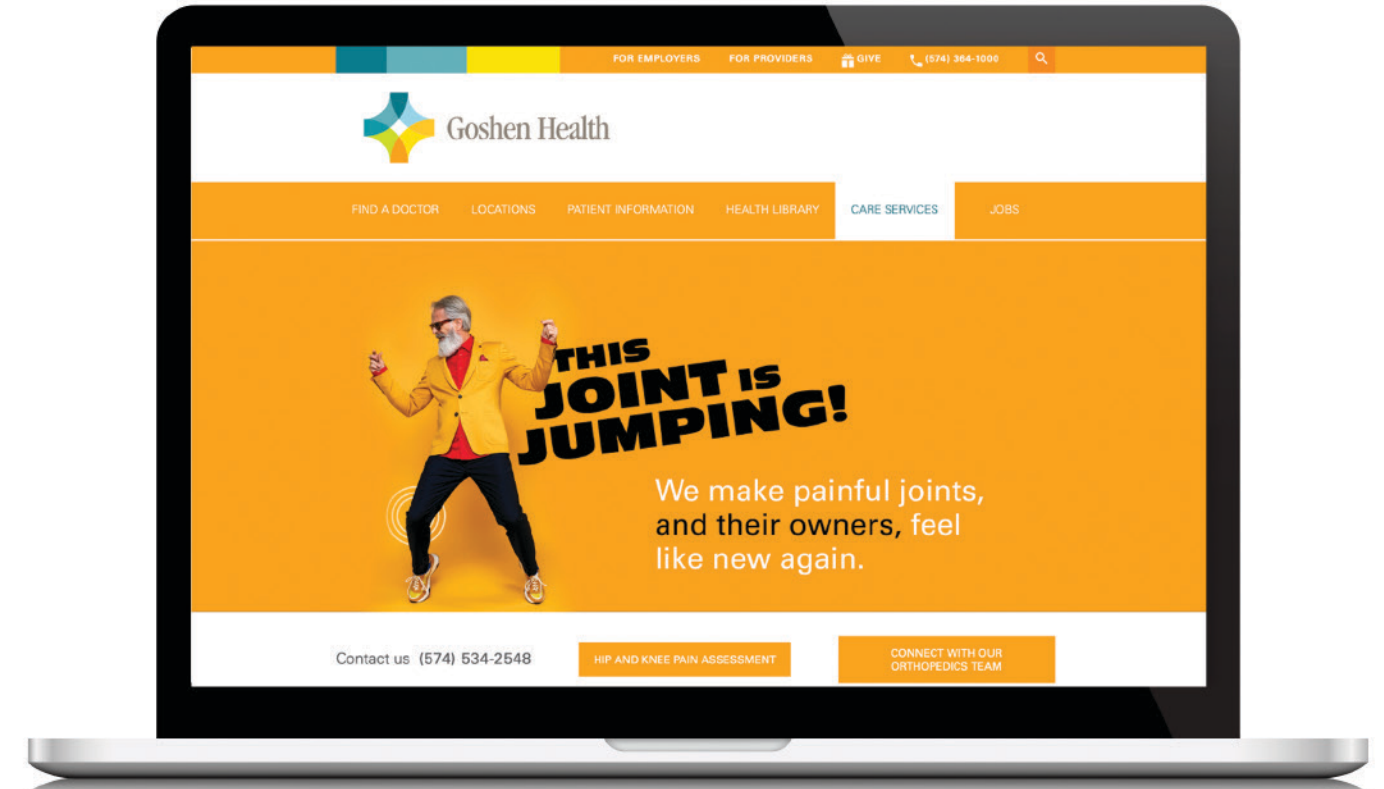 FOR EMPLOYERS
FOR PROVIDERS
GIVE
(574) 364-1000
Goshen Health
FIND A DOCTOR
LOCATIONS
PATIENT INFORMATION
HEALTH LIBRARY
CARE SERVICES
JOBS
THIS
JOINT IS
JUMPING!
We make painful joints,
and their owners, feel
like new again.
Contact us (574) 534-2548
HIP AND KNEE PAIN ASSESSMENT
CONNECT WITH OUR
ORTHOPEDICS TEAM